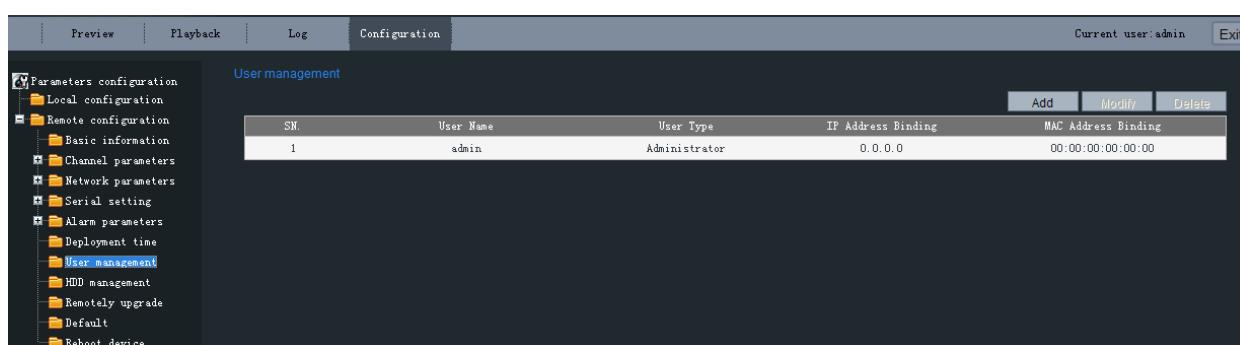 Preview Playback Log Configuration Current user:admin Exit
Parameters configuration
User management
Local configuration
Add Modify Delete
Remote configuration
SN. User Name User Type IP Address Binding MAC Address Binding
Basic information
1 admin Administrator 0.0.0.0 00:00:00:00:00:00
Channel parameters
Network parameters
Serial setting
Alarm parameters
Deployment time
User management
HDD management
Remotely upgrade
Default
Reboot device